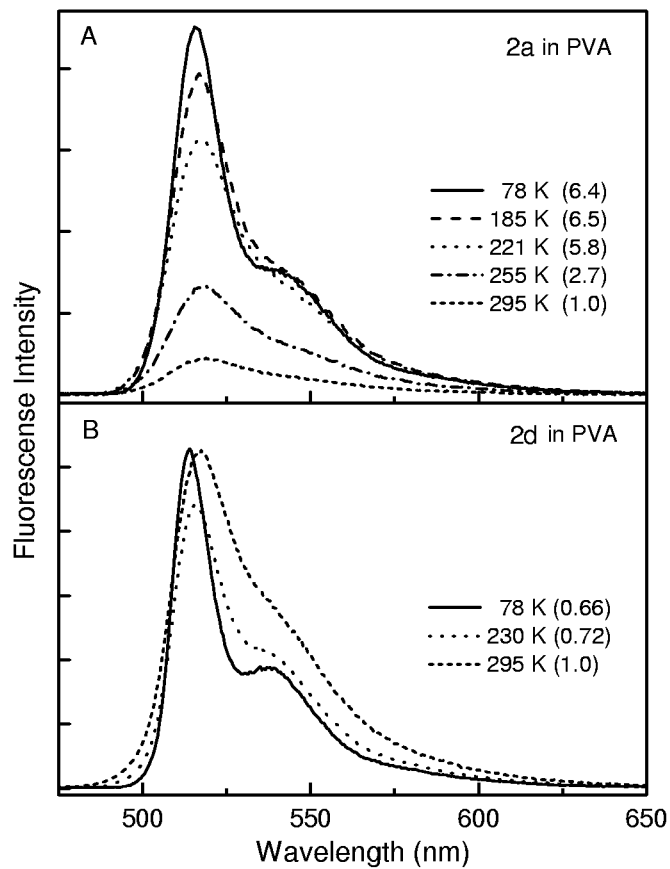 A
2a in PVA
78 K (6.4)
185 K (6.5)
221 K (5.8)
255 K (2.7)
295 K (1.0)
B
2d in PVA
78 K (0.66)
230 K (0.72)
295 K (1.0)
Fluorescense Intensity
500 550 600 650
Wavelength (nm)